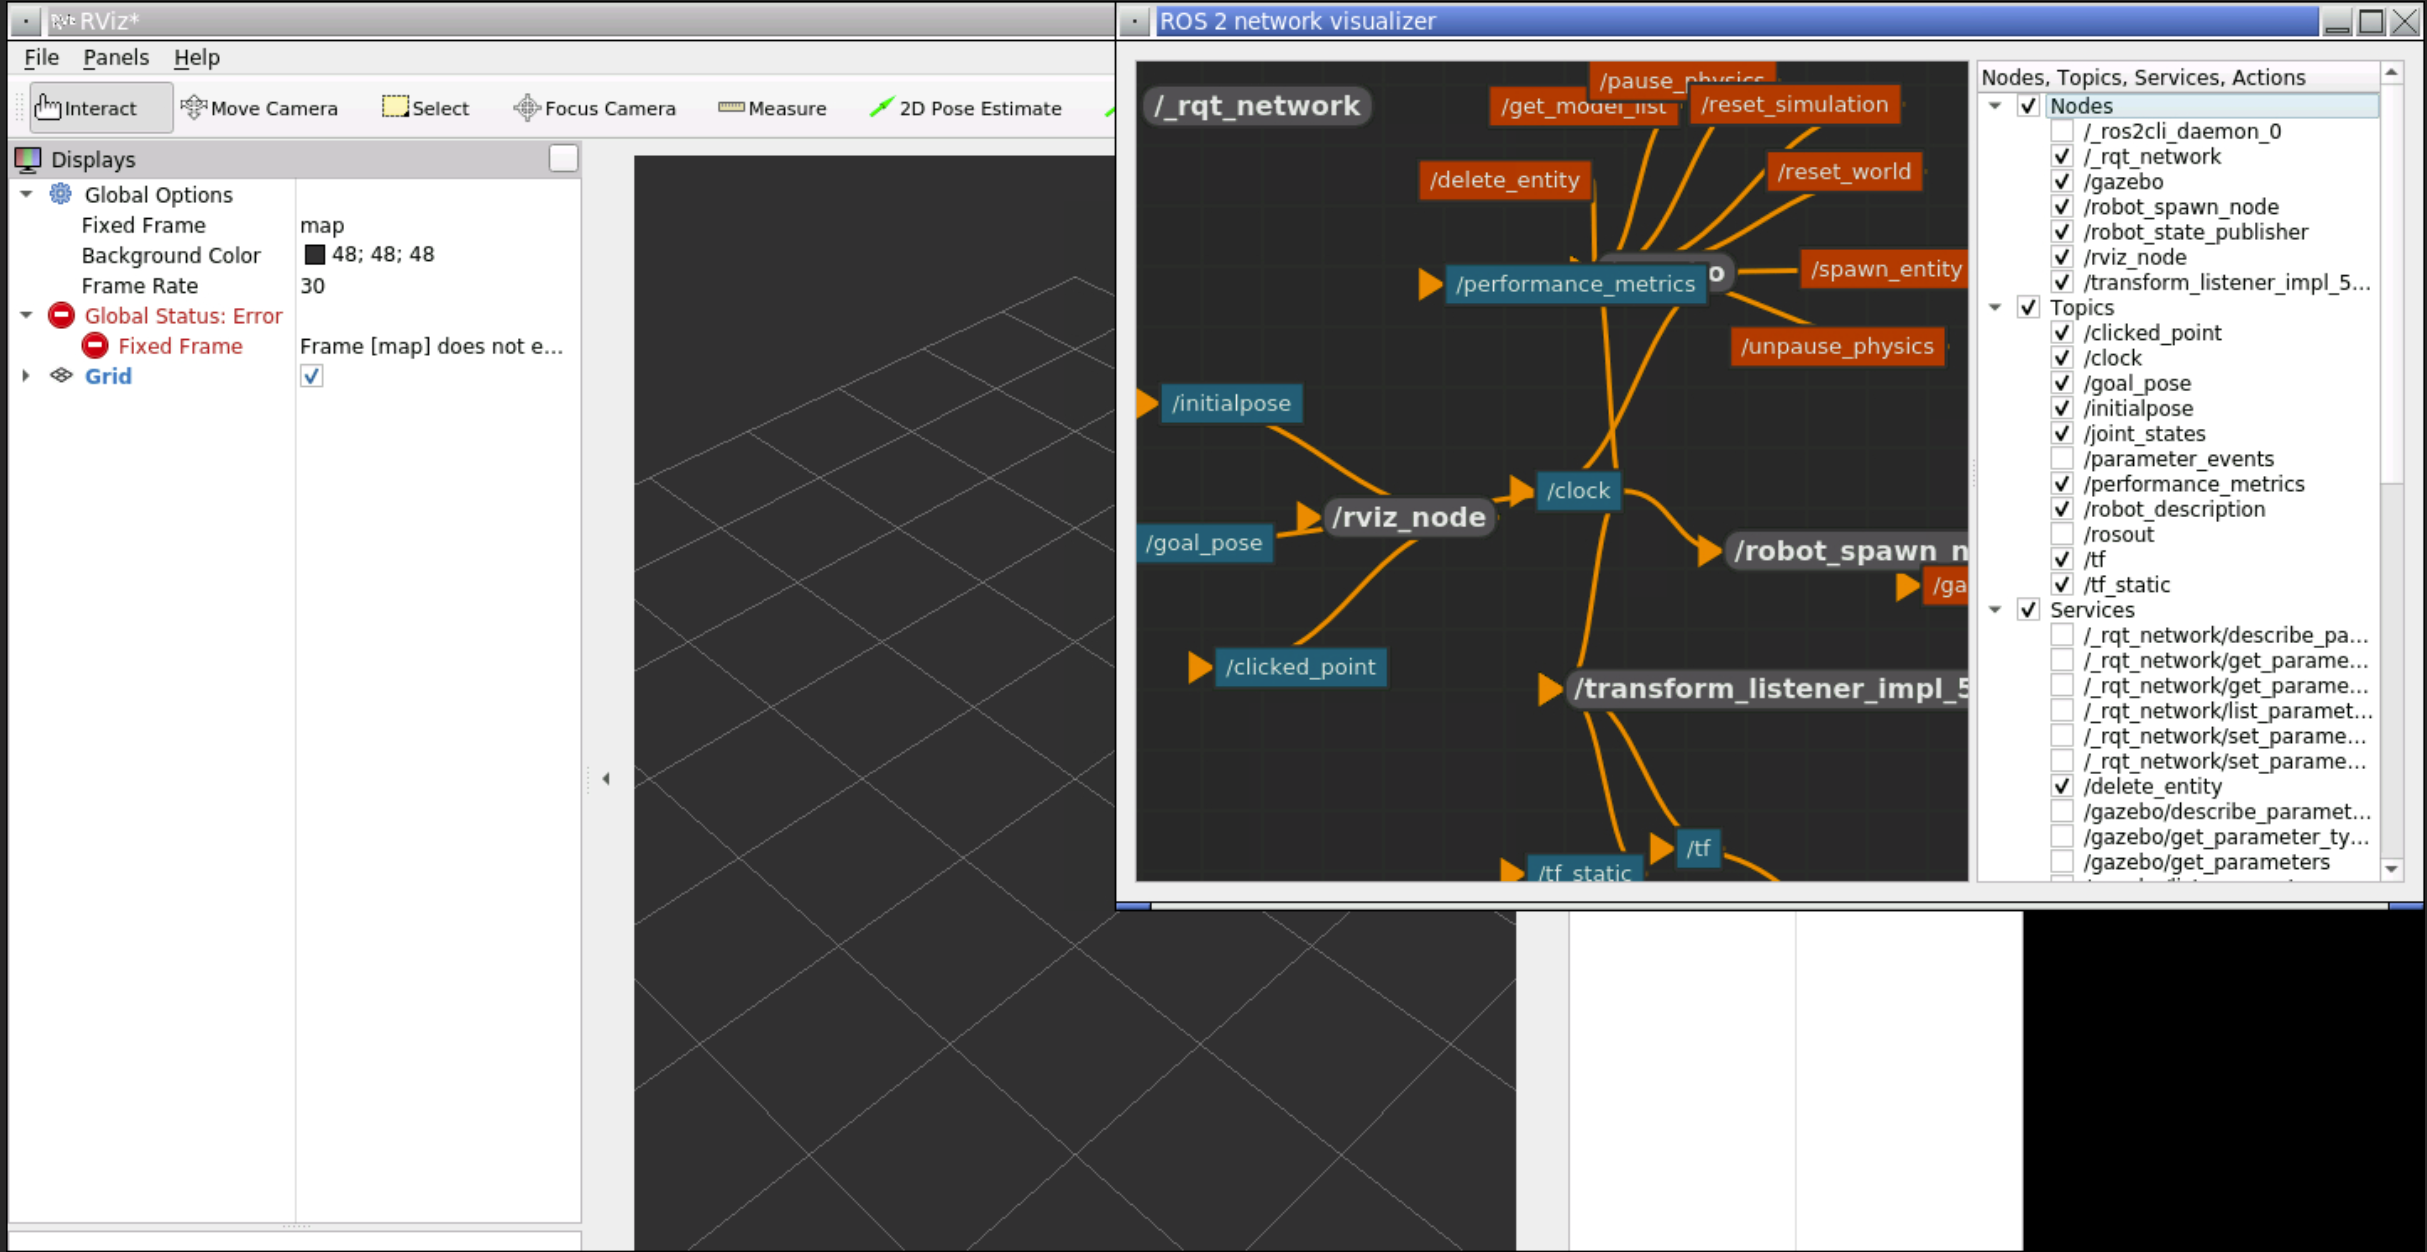 RViz*
File Panels Help
Interact Move Camera Select Focus Camera Measure 2D Pose Estimate
Displays
Global Options
Fixed Frame map
Background Color 48; 48; 48
Frame Rate 30
Global Status: Error
Fixed Frame Frame [map] does not e...
Grid
ROS 2 network visualizer
/_rqt_network
/pause_physics
/get_model_list
/reset_simulation
/delete_entity
/reset_world
/performance_metrics
o
/spawn_entity
/unpause_physics
/initialpose
/clock
/rviz_node
/goal_pose
/robot_spawn_n
/ga
/clicked_point
/transform_listener_impl_5
/tf
/tf_static
Nodes, Topics, Services, Actions
Nodes
/_ros2cli_daemon_0
/_rqt_network
/gazebo
/robot_spawn_node
/robot_state_publisher
/rviz_node
/transform_listener_impl_5...
Topics
/clicked_point
/clock
/goal_pose
/initialpose
/joint_states
/parameter_events
/performance_metrics
/robot_description
/rosout
/tf
/tf_static
Services
/_rqt_network/describe_pa...
/_rqt_network/get_parame...
/_rqt_network/get_parame...
/_rqt_network/list_paramet...
/_rqt_network/set_parame...
/_rqt_network/set_parame...
/delete_entity
/gazebo/describe_paramet...
/gazebo/get_parameter_ty...
/gazebo/get_parameters